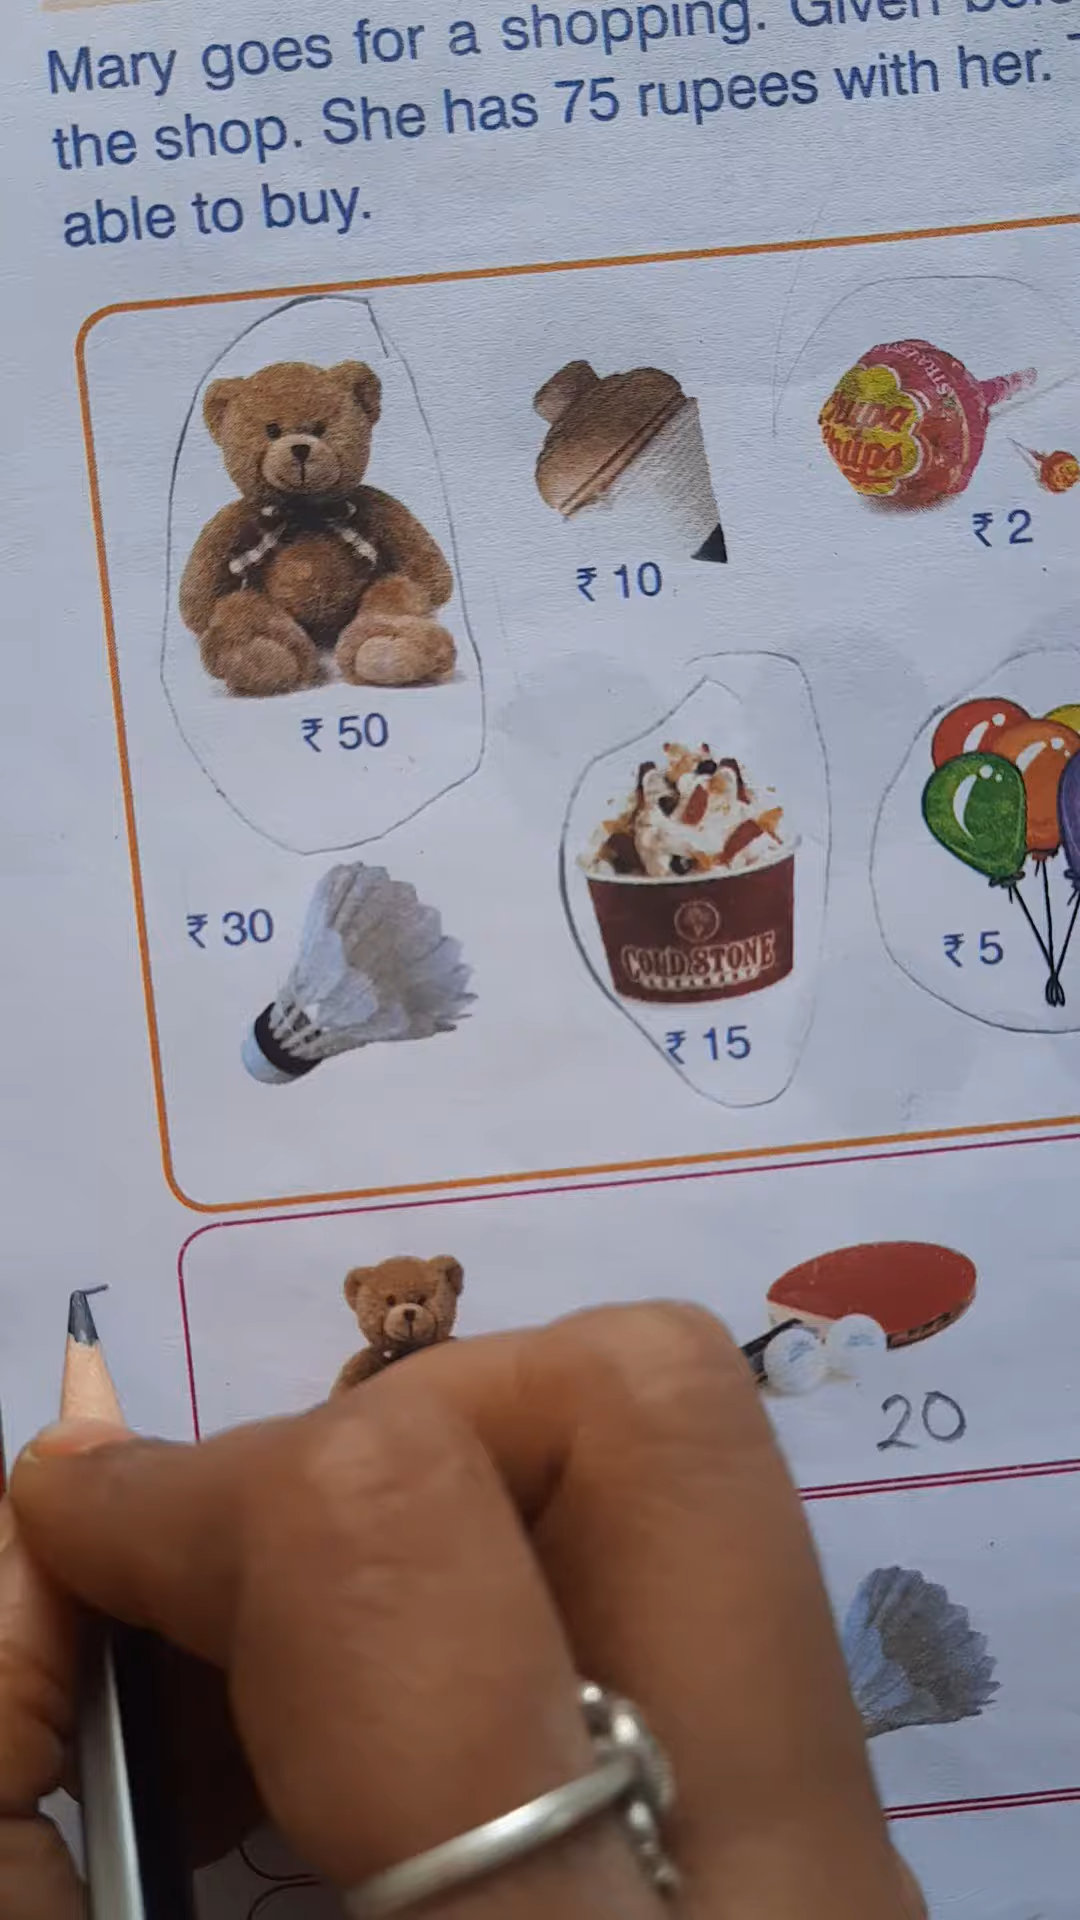 Mary goes for a shopping. Given
the shop. She has 75 rupees with her.
able to buy.
₹ 10
₹ 2
₹ 50
₹ 30
COLD STONE
₹ 5
₹ 15
20